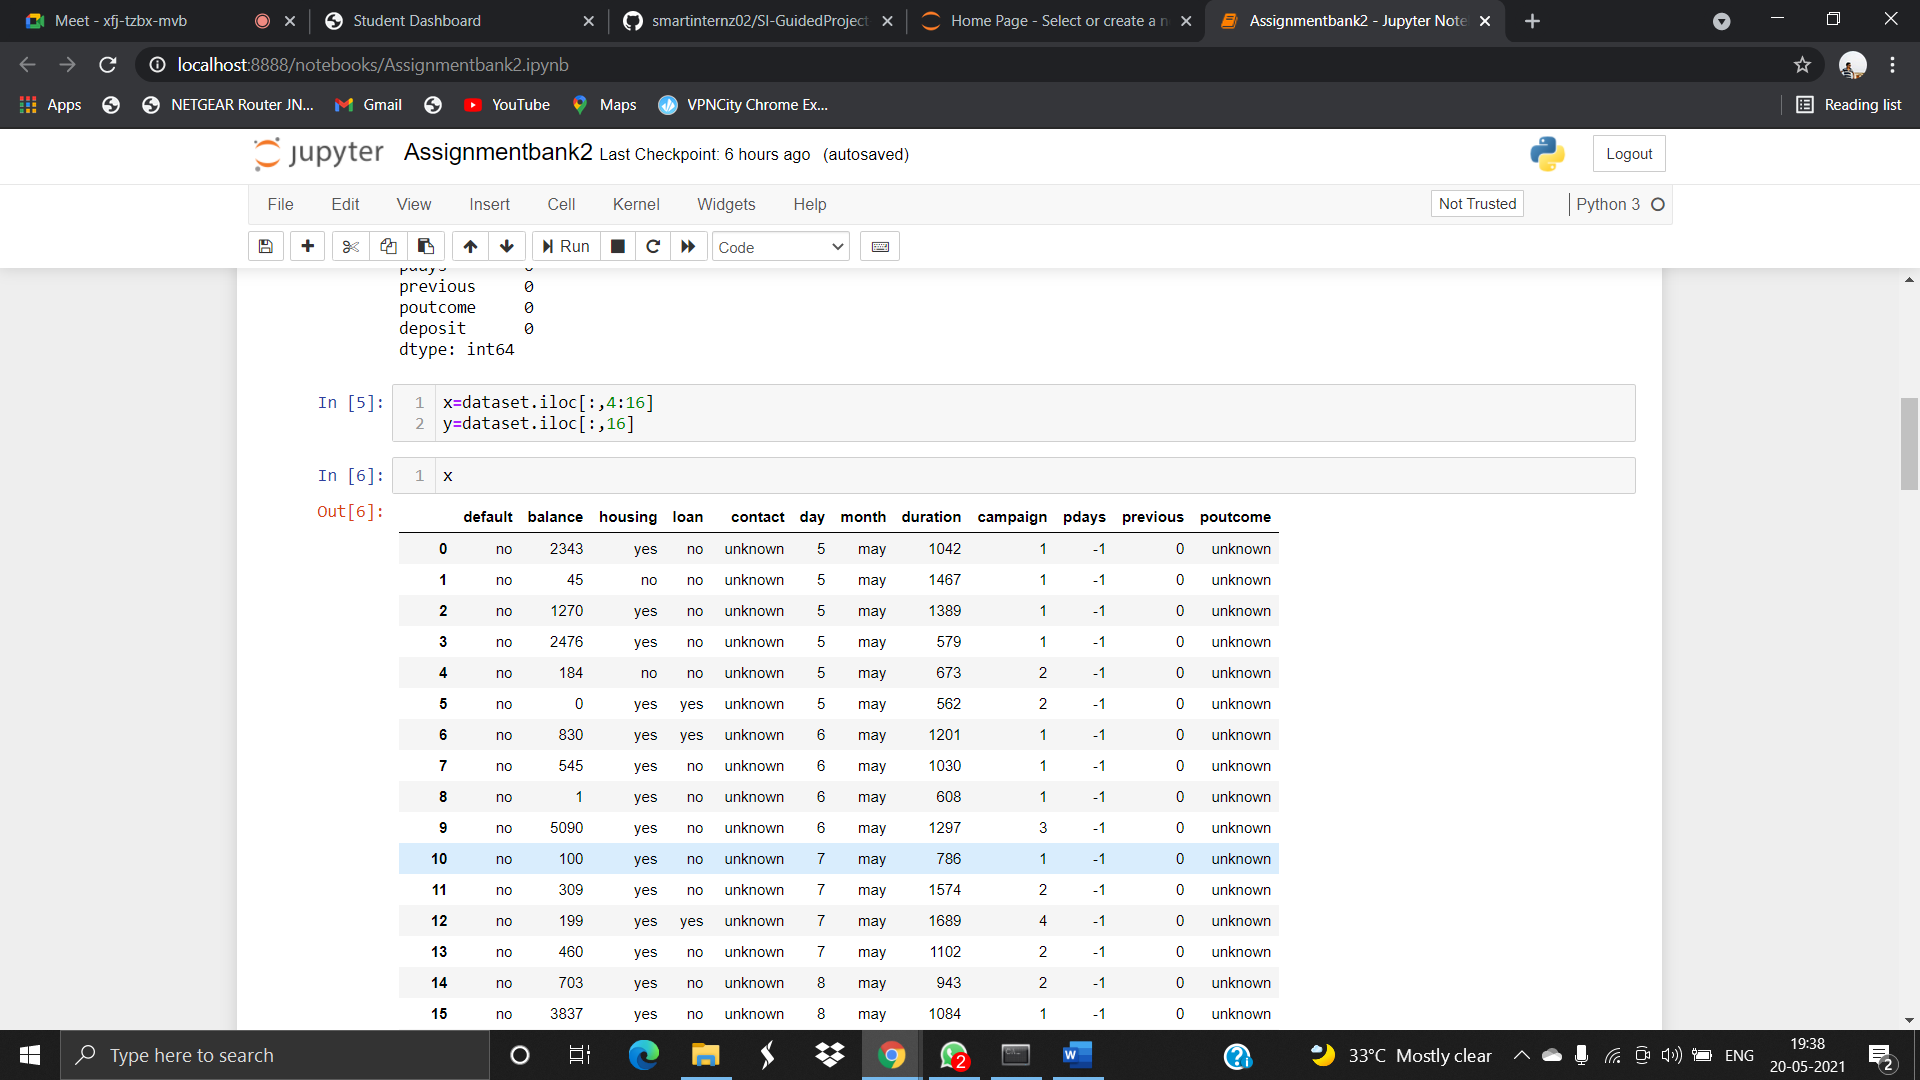 Meet - xfj-tzbx-mvb
Student Dashboard
smartinternz02/SI-GuidedProject
Home Page - Select or create a n
Assignmentbank2 - Jupyter Note
localhost:8888/notebooks/Assignmentbank2.ipynb
Apps NETGEAR Router JN... Gmail YouTube Maps VPNCity Chrome Ex... Reading list
jupyter Assignmentbank2 Last Checkpoint: 6 hours ago (autosaved) Logout
File Edit View Insert Cell Kernel Widgets Help Not Trusted Python 3
Run Code
pdays 0
previous 0
poutcome 0
deposit 0
dtype: int64
In [5]: 1 x=dataset.iloc[:,4:16]
2 y=dataset.iloc[:,16]
In [6]: 1 x
Out[6]:
default balance housing loan contact day month duration campaign pdays previous poutcome
0 no 2343 yes no unknown 5 may 1042 1 -1 0 unknown
1 no 45 no no unknown 5 may 1467 1 -1 0 unknown
2 no 1270 yes no unknown 5 may 1389 1 -1 0 unknown
3 no 2476 yes no unknown 5 may 579 1 -1 0 unknown
4 no 184 no no unknown 5 may 673 2 -1 0 unknown
5 no 0 yes yes unknown 5 may 562 2 -1 0 unknown
6 no 830 yes yes unknown 6 may 1201 1 -1 0 unknown
7 no 545 yes no unknown 6 may 1030 1 -1 0 unknown
8 no 1 yes no unknown 6 may 608 1 -1 0 unknown
9 no 5090 yes no unknown 6 may 1297 3 -1 0 unknown
10 no 100 yes no unknown 7 may 786 1 -1 0 unknown
11 no 309 yes no unknown 7 may 1574 2 -1 0 unknown
12 no 199 yes yes unknown 7 may 1689 4 -1 0 unknown
13 no 460 yes no unknown 7 may 1102 2 -1 0 unknown
14 no 703 yes no unknown 8 may 943 2 -1 0 unknown
15 no 3837 yes no unknown 8 may 1084 1 -1 0 unknown
Type here to search
2
33°C Mostly clear
ENG
19:38
20-05-2021
2